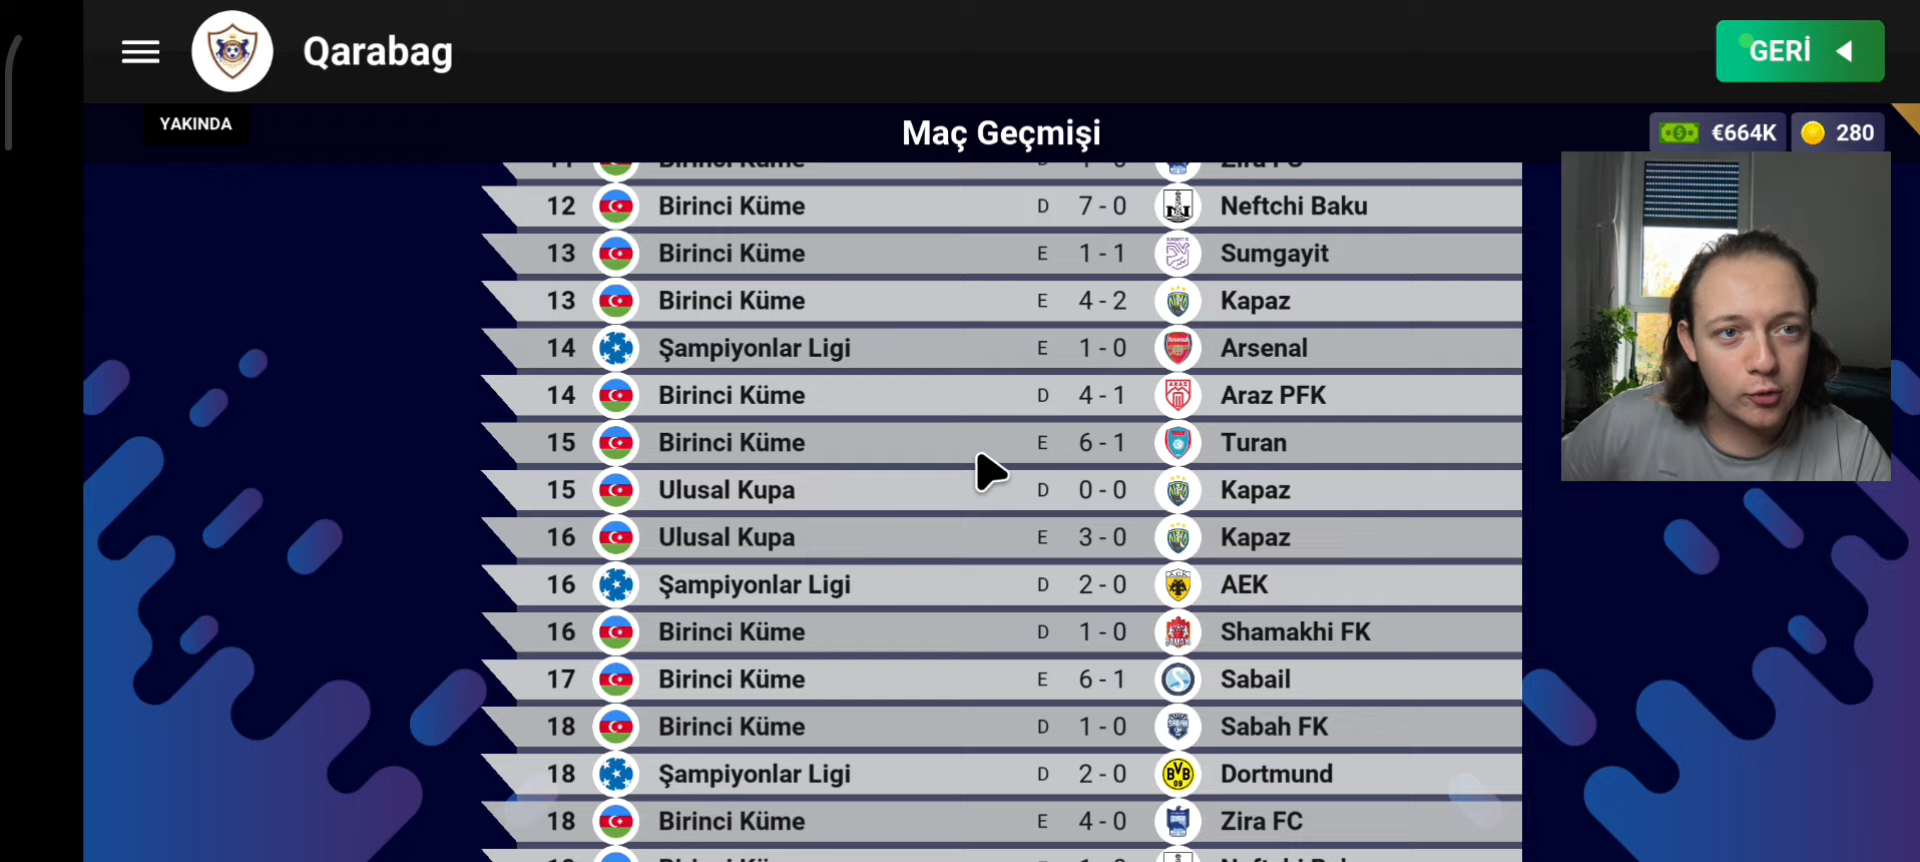 Qarabag
GERİ
YAKINDA
Maç Geçmişi
€664K
280
12 Birinci Küme D 7 - 0 Neftchi Baku
13 Birinci Küme E 1 - 1 Sumgayit
13 Birinci Küme E 4 - 2 Kapaz
14 Şampiyonlar Ligi E 1 - 0 Arsenal
14 Birinci Küme D 4 - 1 Araz PFK
15 Birinci Küme E 6 - 1 Turan
15 Ulusal Kupa D 0 - 0 Kapaz
16 Ulusal Kupa E 3 - 0 Kapaz
16 Şampiyonlar Ligi D 2 - 0 AEK
16 Birinci Küme D 1 - 0 Shamakhi FK
17 Birinci Küme E 6 - 1 Sabail
18 Birinci Küme D 1 - 0 Sabah FK
18 Şampiyonlar Ligi D 2 - 0 Dortmund
18 Birinci Küme E 4 - 0 Zira FC